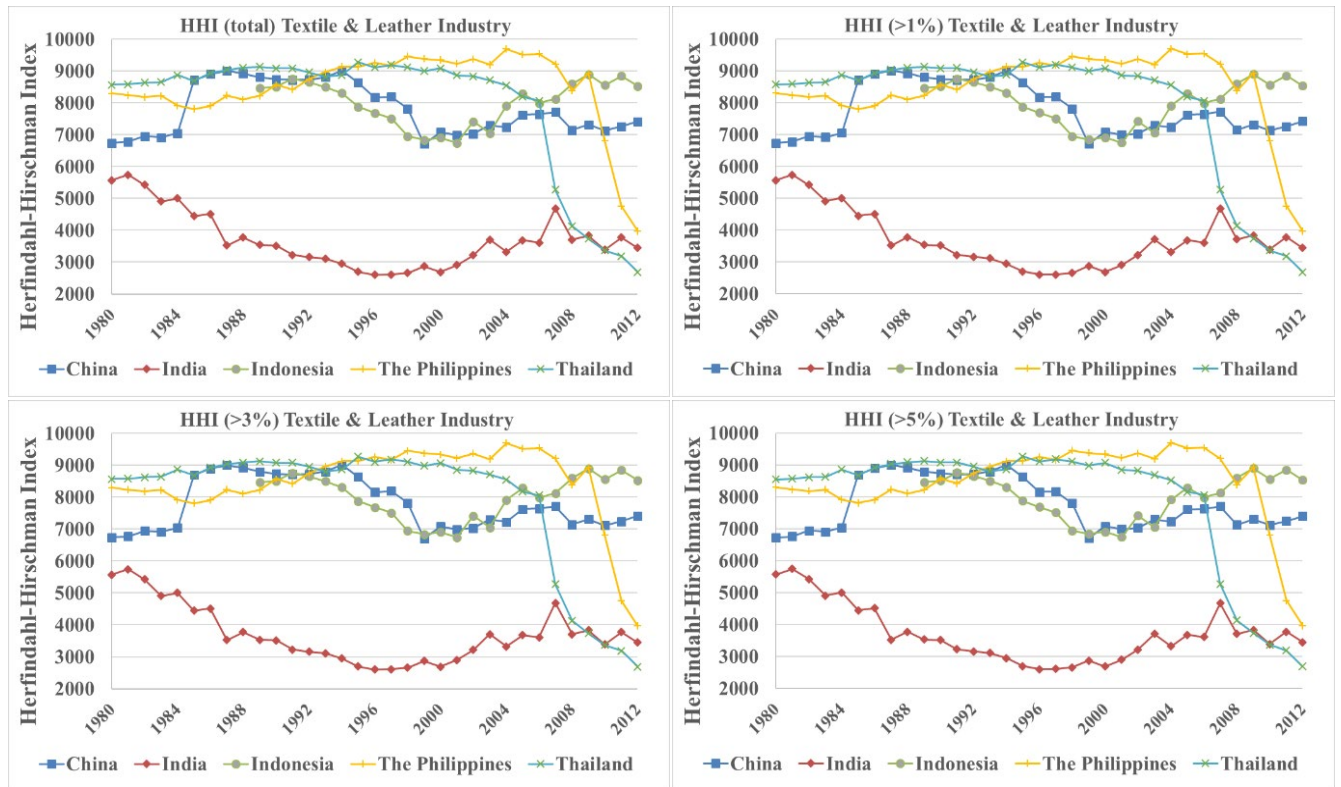 HHI (total) Textile & Leather Industry
Herfindahl-Hirschman Index
10000
9000
8000
7000
6000
5000
4000
3000
2000
1980 1984 1988 1992 1996 2000 2004 2008 2012
China India Indonesia The Philippines Thailand
HHI (>1%) Textile & Leather Industry
Herfindahl-Hirschman Index
10000
9000
8000
7000
6000
5000
4000
3000
2000
1980 1984 1988 1992 1996 2000 2004 2008 2012
China India Indonesia The Philippines Thailand
HHI (>3%) Textile & Leather Industry
Herfindahl-Hirschman Index
10000
9000
8000
7000
6000
5000
4000
3000
2000
1980 1984 1988 1992 1996 2000 2004 2008 2012
China India Indonesia The Philippines Thailand
HHI (>5%) Textile & Leather Industry
Herfindahl-Hirschman Index
10000
9000
8000
7000
6000
5000
4000
3000
2000
1980 1984 1988 1992 1996 2000 2004 2008 2012
China India Indonesia The Philippines Thailand